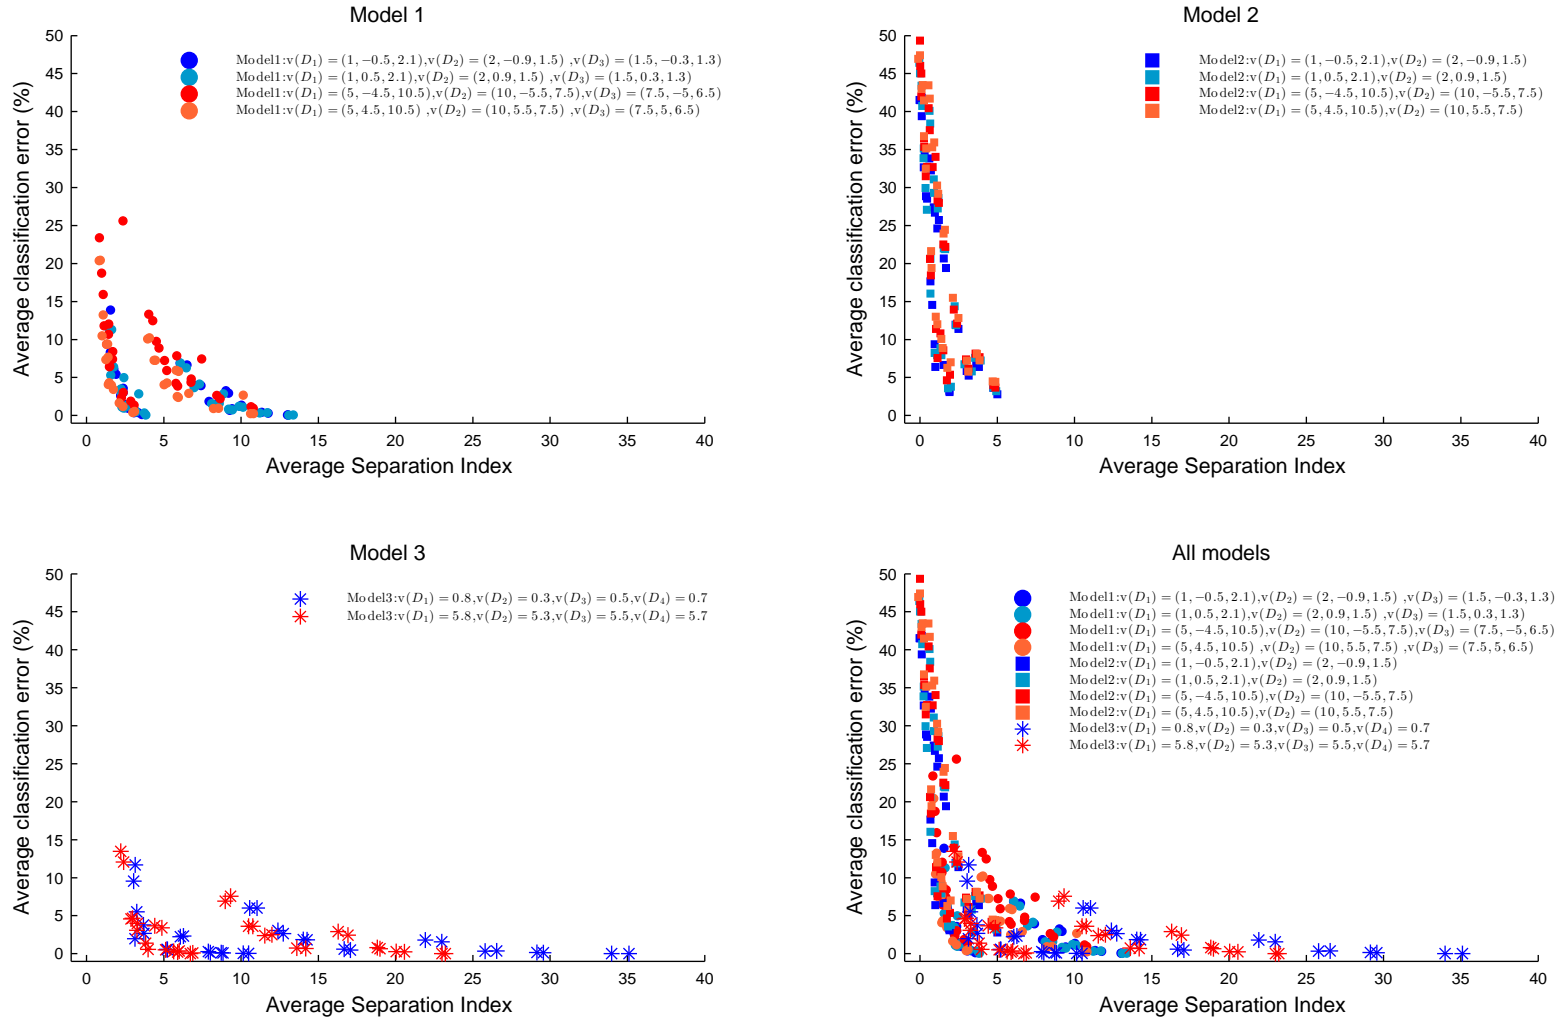 Model 1
50
45
40
35
30
25
20
15
10
5
0
Average classification error (%)
Model1:v(D₁) = (1, −0.5, 2.1),v(D₂) = (2, −0.9, 1.5) ,v(D₃) = (1.5, −0.3, 1.3)
Model1:v(D₁) = (1, 0.5, 2.1),v(D₂) = (2, 0.9, 1.5) ,v(D₃) = (1.5, 0.3, 1.3)
Model1:v(D₁) = (5, −4.5, 10.5),v(D₂) = (10, −5.5, 7.5),v(D₃) = (7.5, −5, 6.5)
Model1:v(D₁) = (5, 4.5, 10.5) ,v(D₂) = (10, 5.5, 7.5) ,v(D₃) = (7.5, 5, 6.5)
0 5 10 15 20 25 30 35 40
Average Separation Index
Model 2
50
45
40
35
30
25
20
15
10
5
0
Average classification error (%)
Model2:v(D₁) = (1, −0.5, 2.1),v(D₂) = (2, −0.9, 1.5)
Model2:v(D₁) = (1, 0.5, 2.1),v(D₂) = (2, 0.9, 1.5)
Model2:v(D₁) = (5, −4.5, 10.5),v(D₂) = (10, −5.5, 7.5)
Model2:v(D₁) = (5, 4.5, 10.5),v(D₂) = (10, 5.5, 7.5)
0 5 10 15 20 25 30 35 40
Average Separation Index
Model 3
50
45
40
35
30
25
20
15
10
5
0
Average classification error (%)
Model3:v(D₁) = 0.8,v(D₂) = 0.3,v(D₃) = 0.5,v(D₄) = 0.7
Model3:v(D₁) = 5.8,v(D₂) = 5.3,v(D₃) = 5.5,v(D₄) = 5.7
0 5 10 15 20 25 30 35 40
Average Separation Index
All models
50
45
40
35
30
25
20
15
10
5
0
Average classification error (%)
Model1:v(D₁) = (1, −0.5, 2.1),v(D₂) = (2, −0.9, 1.5) ,v(D₃) = (1.5, −0.3, 1.3)
Model1:v(D₁) = (1, 0.5, 2.1),v(D₂) = (2, 0.9, 1.5) ,v(D₃) = (1.5, 0.3, 1.3)
Model1:v(D₁) = (5, −4.5, 10.5),v(D₂) = (10, −5.5, 7.5),v(D₃) = (7.5, −5, 6.5)
Model1:v(D₁) = (5, 4.5, 10.5) ,v(D₂) = (10, 5.5, 7.5) ,v(D₃) = (7.5, 5, 6.5)
Model2:v(D₁) = (1, −0.5, 2.1),v(D₂) = (2, −0.9, 1.5)
Model2:v(D₁) = (1, 0.5, 2.1),v(D₂) = (2, 0.9, 1.5)
Model2:v(D₁) = (5, −4.5, 10.5),v(D₂) = (10, −5.5, 7.5)
Model2:v(D₁) = (5, 4.5, 10.5),v(D₂) = (10, 5.5, 7.5)
Model3:v(D₁) = 0.8,v(D₂) = 0.3,v(D₃) = 0.5,v(D₄) = 0.7
Model3:v(D₁) = 5.8,v(D₂) = 5.3,v(D₃) = 5.5,v(D₄) = 5.7
0 5 10 15 20 25 30 35 40
Average Separation Index